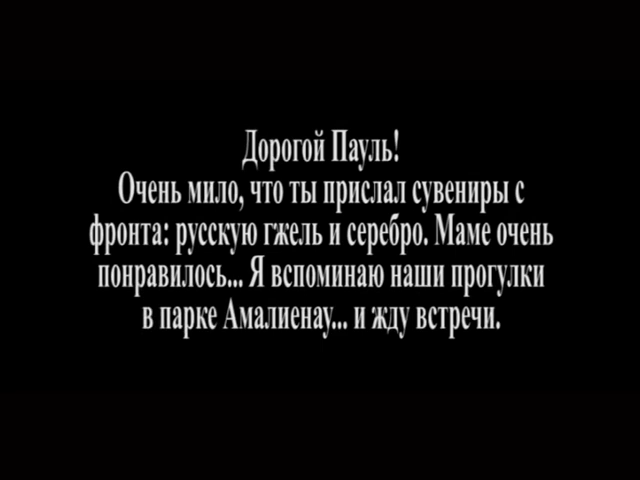 Дорогой Пауль!
Очень мило, что ты прислал сувениры с
фронта: русскую гжель и серебро. Маме очень
понравилось... Я вспоминаю наши прогулки
в парке Амалиенау... и жду встречи.